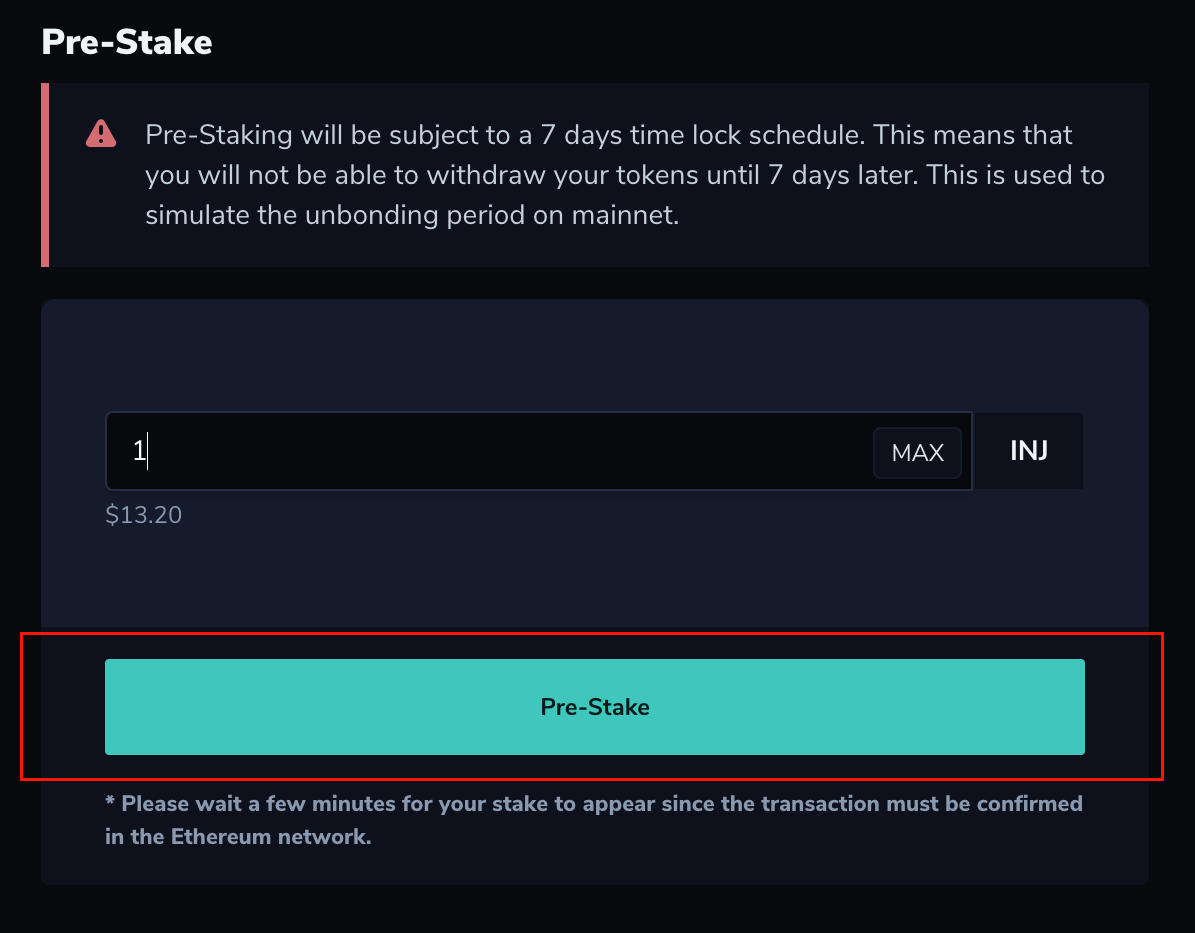 Pre-Stake
Pre-Staking will be subject to a 7 days time lock schedule. This means that
you will not be able to withdraw your tokens until 7 days later. This is used to
simulate the unbonding period on mainnet.
1 MAX INJ
$13.20
Pre-Stake
* Please wait a few minutes for your stake to appear since the transaction must be confirmed
in the Ethereum network.